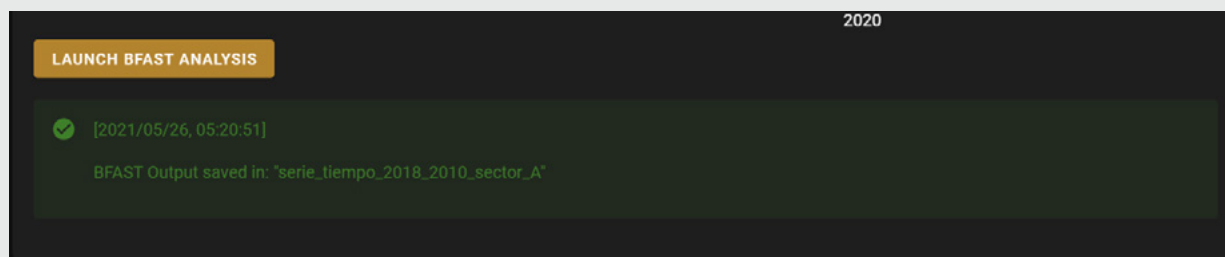 2020
LAUNCH BFAST ANALYSIS
[2021/05/26, 05:20:51]
BFAST Output saved in: "serie_tiempo_2018_2010_sector_A"